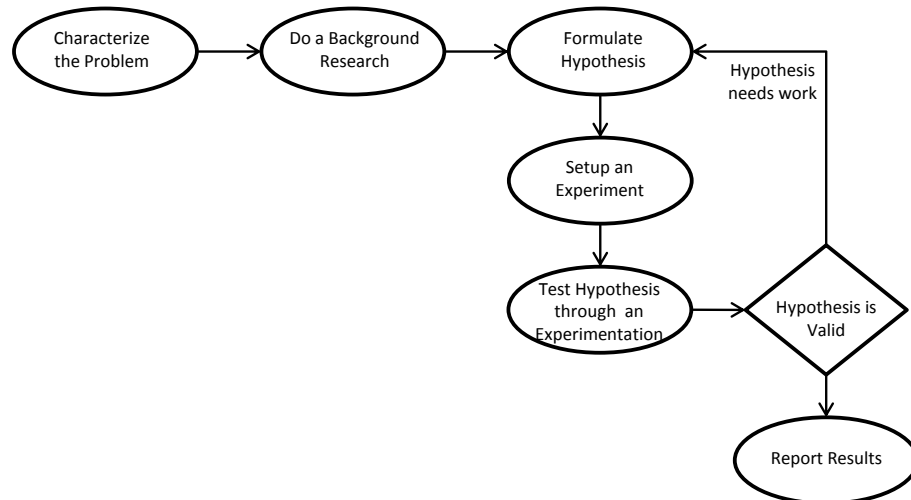 Characterize
the Problem
Do a Background
Research
Formulate
Hypothesis
Hypothesis
needs work
Setup an
Experiment
Test Hypothesis
through an
Experimentation
Hypothesis is
Valid
Report Results